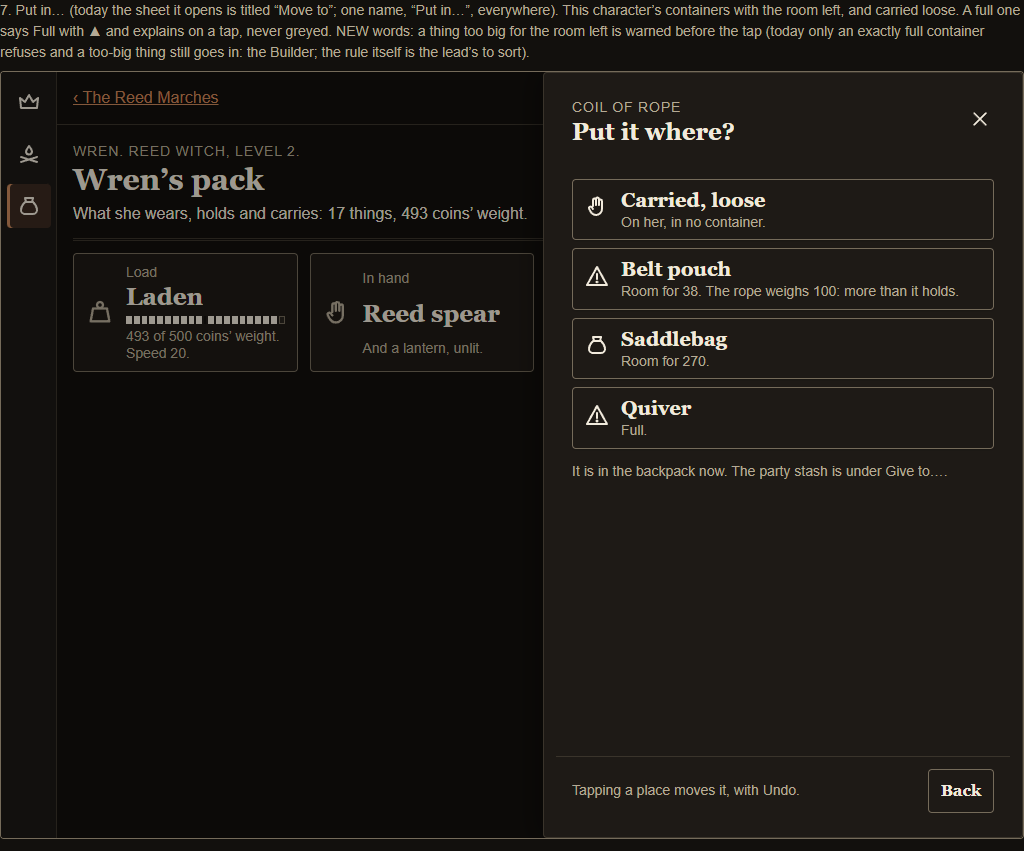 7. Put in… (today the sheet it opens is titled “Move to”; one name, “Put in…”, everywhere). This character’s containers with the room left, and carried loose. A full one
says Full with ▲ and explains on a tap, never greyed. NEW words: a thing too big for the room left is warned before the tap (today only an exactly full container
refuses and a too-big thing still goes in: the Builder; the rule itself is the lead’s to sort).
‹ The Reed Marches
WREN. REED WITCH, LEVEL 2.
Wren’s pack
What she wears, holds and carries: 17 things, 493 coins’ weight.
Load
Laden
493 of 500 coins’ weight.
Speed 20.
In hand
Reed spear
And a lantern, unlit.
COIL OF ROPE
Put it where?
Carried, loose
On her, in no container.
Belt pouch
Room for 38. The rope weighs 100: more than it holds.
Saddlebag
Room for 270.
Quiver
Full.
It is in the backpack now. The party stash is under Give to….
Tapping a place moves it, with Undo.
Back